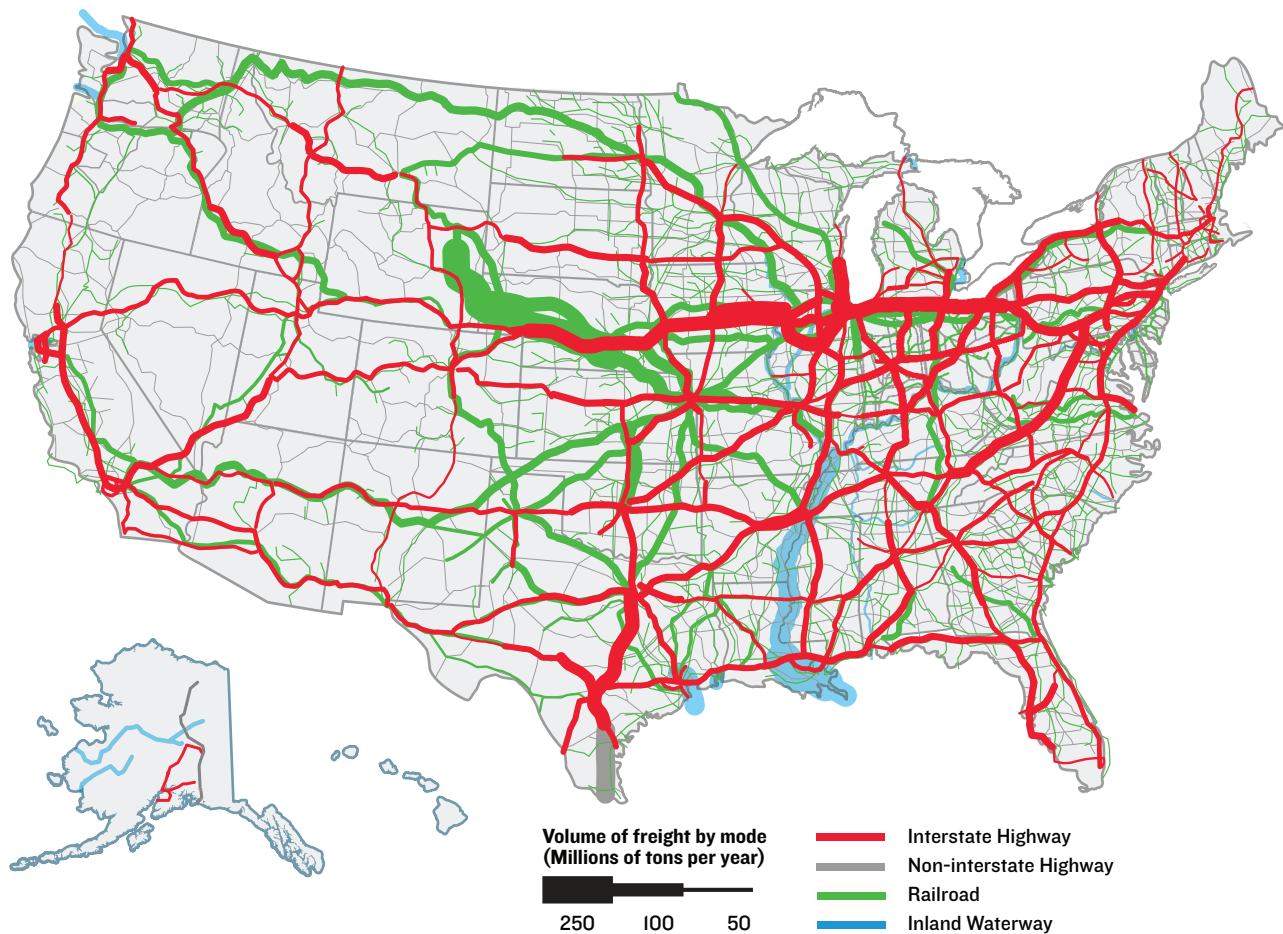 Volume of freight by mode
(Millions of tons per year)
250 100 50
Interstate Highway
Non-interstate Highway
Railroad
Inland Waterway